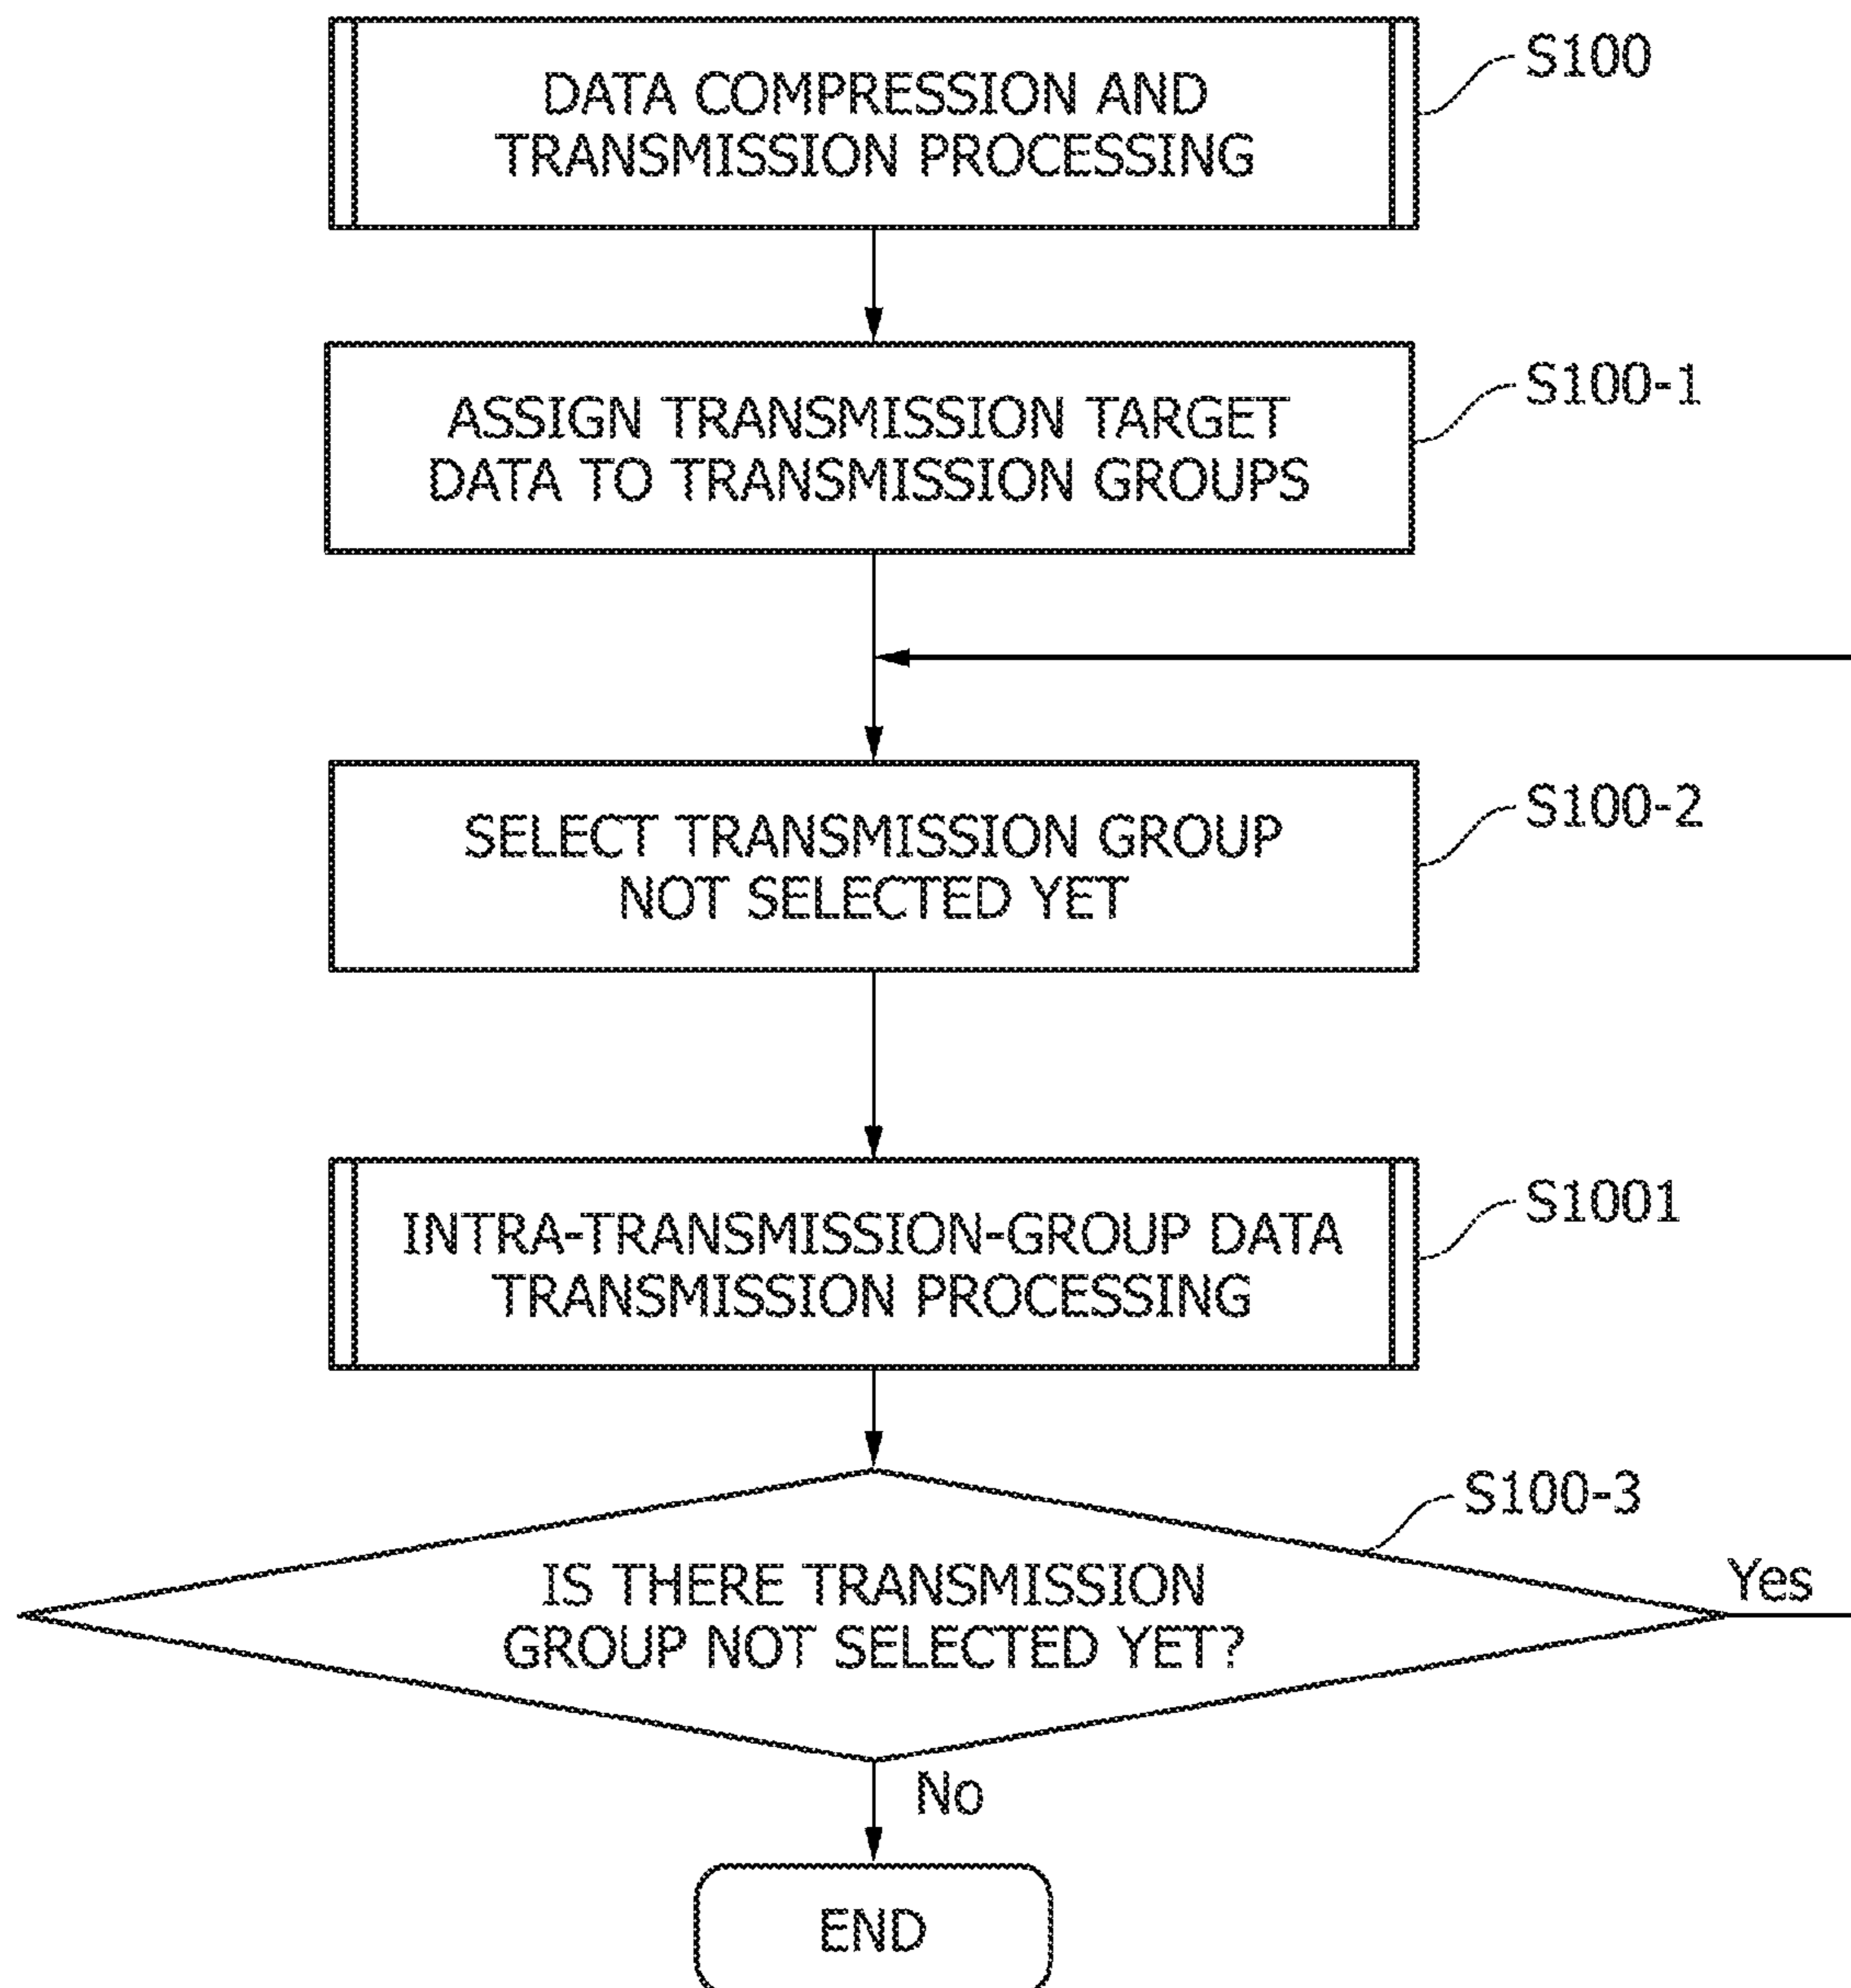 DATA COMPRESSION AND
TRANSMISSION PROCESSING
S100
ASSIGN TRANSMISSION TARGET
DATA TO TRANSMISSION GROUPS
S100-1
SELECT TRANSMISSION GROUP
NOT SELECTED YET
S100-2
INTRA-TRANSMISSION-GROUP DATA
TRANSMISSION PROCESSING
S1001
S100-3
IS THERE TRANSMISSION
GROUP NOT SELECTED YET?
Yes
No
END